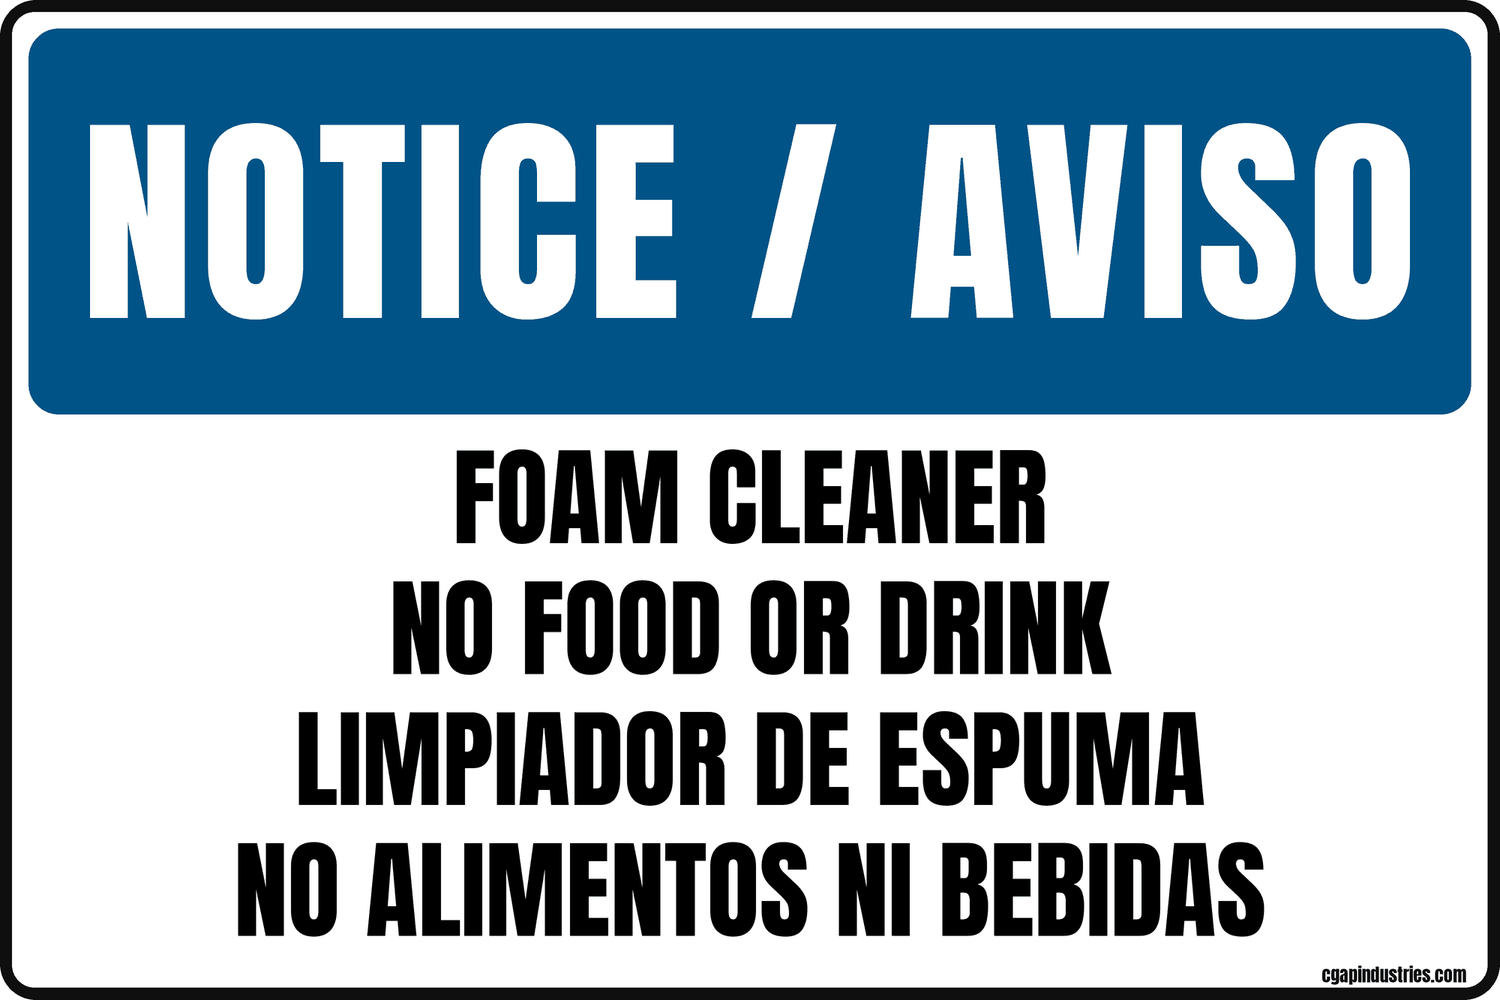 NOTICE / AVISO
FOAM CLEANER
NO FOOD OR DRINK
LIMPIADOR DE ESPUMA
NO ALIMENTOS NI BEBIDAS
cgapindustries.com